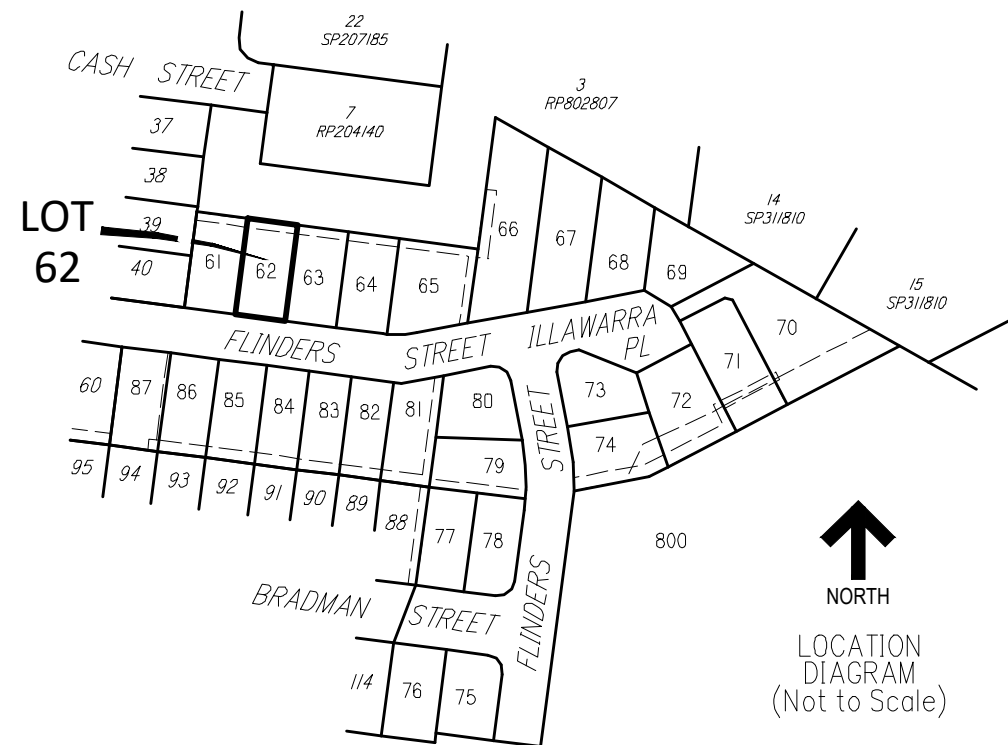 22
SP207185
CASH STREET
7
RP204140
3
RP802807
37
38
39
40
LOT
62
14
SP311810
15
SP311810
61
62
63
64
65
66
67
68
69
70
71
72
73
74
FLINDERS STREET
ILLAWARRA
PL
60
87
86
85
84
83
82
81
80
79
95
94
93
92
91
90
89
88
77
78
STREET
FLINDERS
800
BRADMAN STREET
114
76
75
NORTH
LOCATION
DIAGRAM
(Not to Scale)